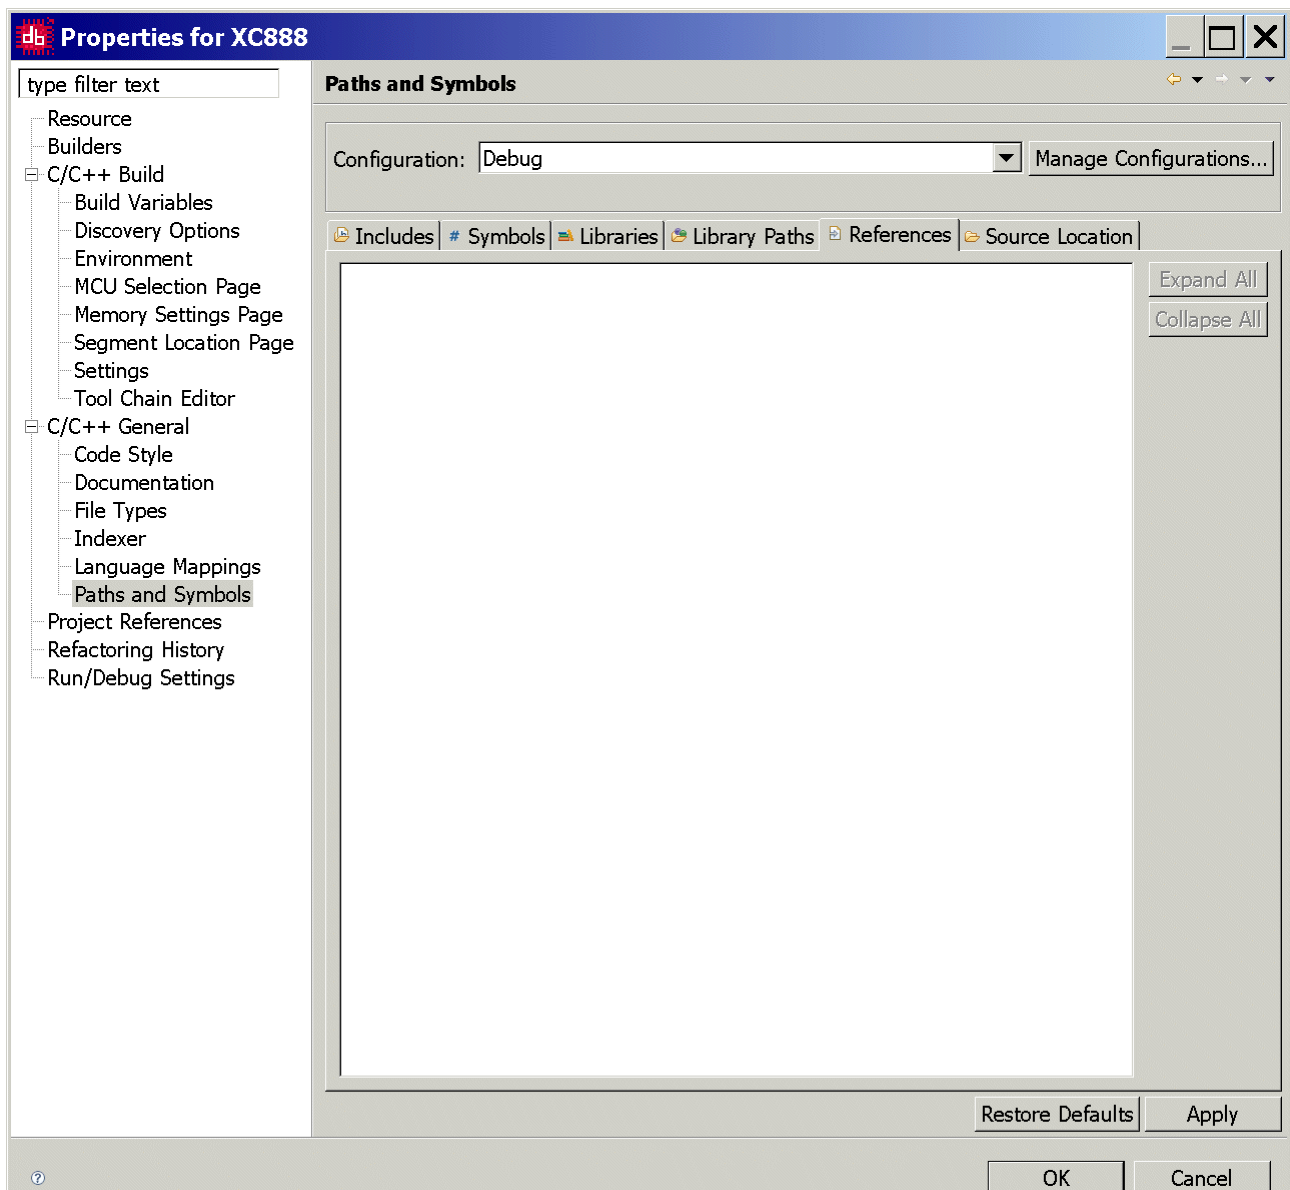 db Properties for XC888
type filter text
Resource
Builders
C/C++ Build
Build Variables
Discovery Options
Environment
MCU Selection Page
Memory Settings Page
Segment Location Page
Settings
Tool Chain Editor
C/C++ General
Code Style
Documentation
File Types
Indexer
Language Mappings
Paths and Symbols
Project References
Refactoring History
Run/Debug Settings
Paths and Symbols
Configuration: Debug Manage Configurations...
Includes # Symbols Libraries Library Paths References Source Location
Expand All
Collapse All
Restore Defaults Apply
? OK Cancel